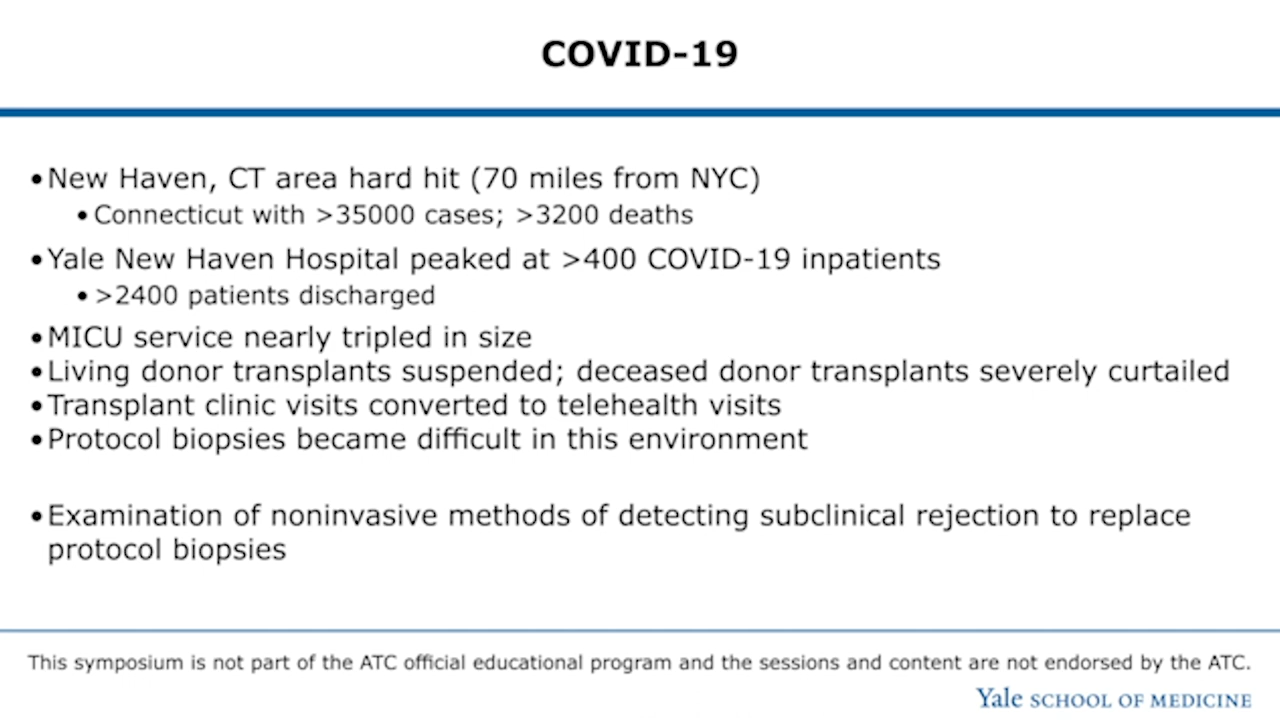 COVID-19
•New Haven, CT area hard hit (70 miles from NYC)
•Connecticut with >35000 cases; >3200 deaths
•Yale New Haven Hospital peaked at >400 COVID-19 inpatients
•>2400 patients discharged
•MICU service nearly tripled in size
•Living donor transplants suspended; deceased donor transplants severely curtailed
•Transplant clinic visits converted to telehealth visits
•Protocol biopsies became difficult in this environment
•Examination of noninvasive methods of detecting subclinical rejection to replace
protocol biopsies
This symposium is not part of the ATC official educational program and the sessions and content are not endorsed by the ATC.
Yale SCHOOL OF MEDICINE